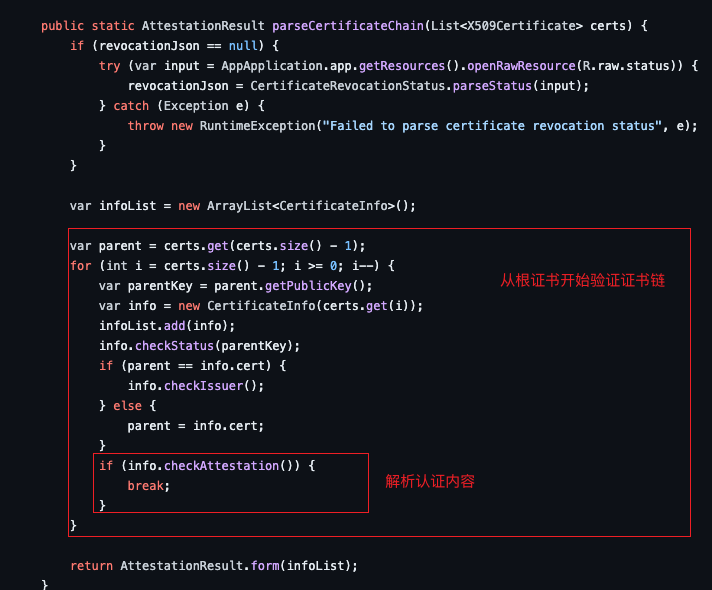 public static AttestationResult parseCertificateChain(List<X509Certificate> certs) {
if (revocationJson == null) {
try (var input = AppApplication.app.getResources().openRawResource(R.raw.status)) {
revocationJson = CertificateRevocationStatus.parseStatus(input);
} catch (Exception e) {
throw new RuntimeException("Failed to parse certificate revocation status", e);
}
}
var infoList = new ArrayList<CertificateInfo>();
var parent = certs.get(certs.size() - 1);
for (int i = certs.size() - 1; i >= 0; i--) {
从根证书开始验证证书链
var parentKey = parent.getPublicKey();
var info = new CertificateInfo(certs.get(i));
infoList.add(info);
info.checkStatus(parentKey);
if (parent == info.cert) {
info.checkIssuer();
} else {
parent = info.cert;
}
if (info.checkAttestation()) {
解析认证内容
break;
}
}
return AttestationResult.form(infoList);
}